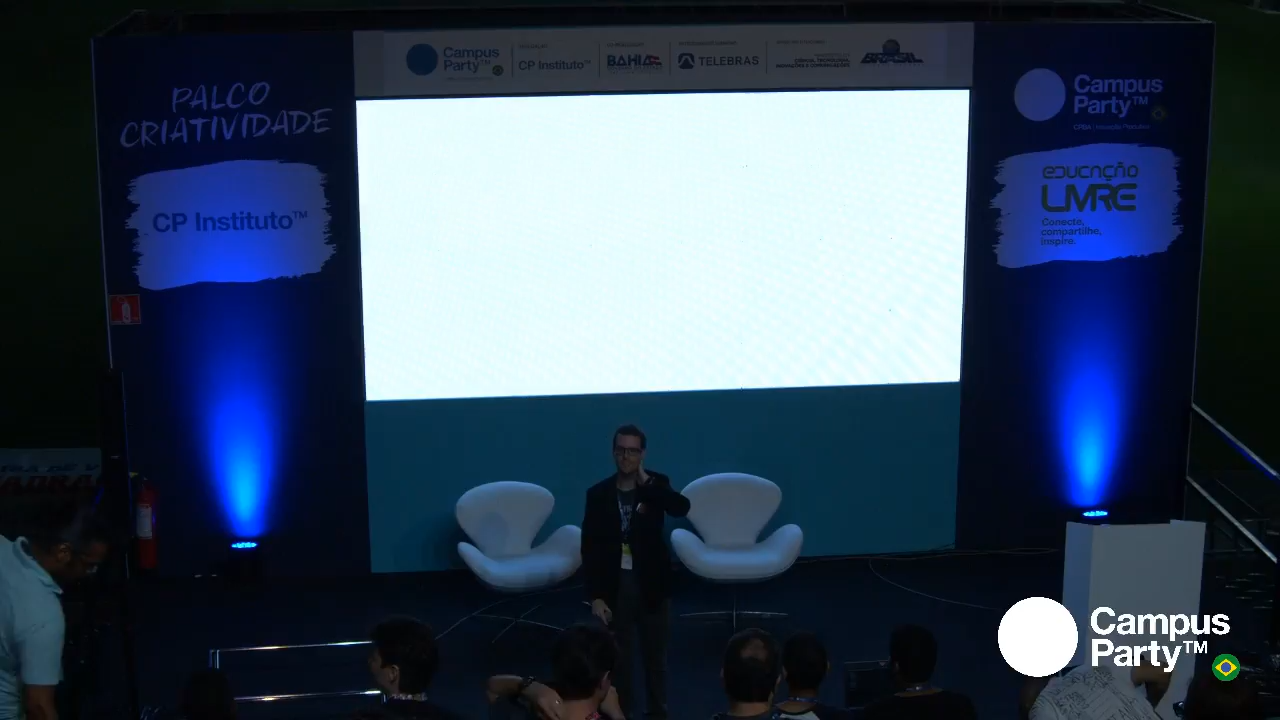 PALCO
CRIATIVIDADE
CP Instituto™
Campus
Party™
CP Instituto™
BAHIA
TELEBRAS
BRASIL
Campus
Party™
EDUCAÇÃO
LIVRE
Conecte,
compartilhe,
inspire.
Campus
Party™